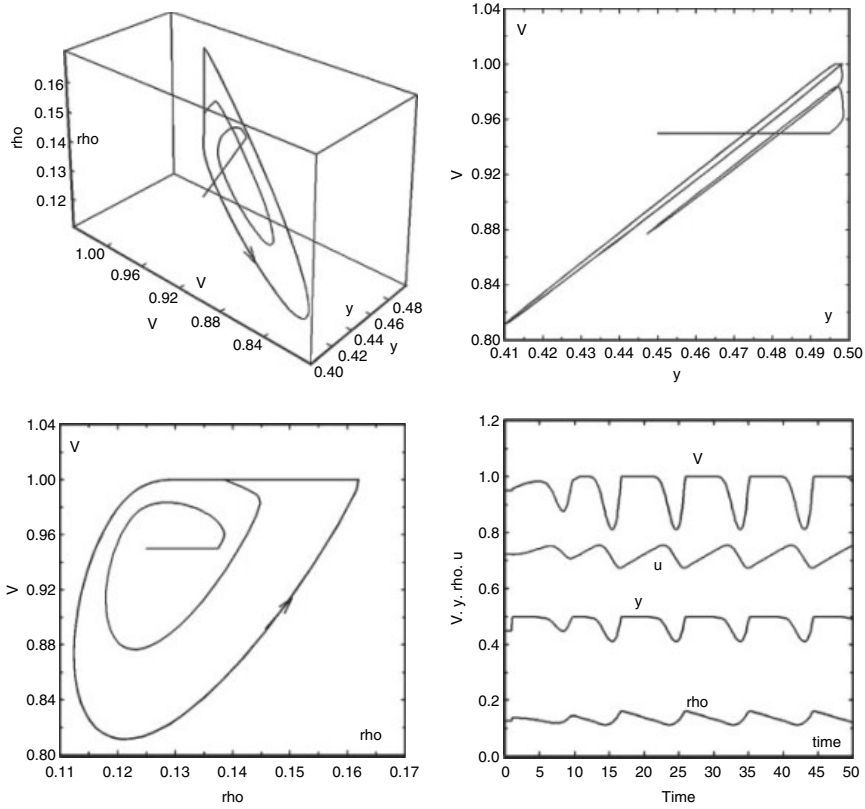 0.16
0.15
0.14
0.13
0.12
rho
rho
1.00
0.96
0.92
0.88
0.84
V
V
0.40
0.42
0.44
0.46
0.48
y
y
1.04
1.00
0.96
0.92
0.88
0.84
0.80
V
V
y
0.41 0.42 0.43 0.44 0.45 0.46 0.47 0.48 0.49 0.50
y
1.04
1.00
0.96
0.92
0.88
0.84
0.80
V
V
rho
0.11 0.12 0.13 0.14 0.15 0.16 0.17
rho
1.2
1.0
0.8
0.6
0.4
0.2
0.0
V. y. rho. u
V
u
y
rho
time
0 5 10 15 20 25 30 35 40 45 50
Time